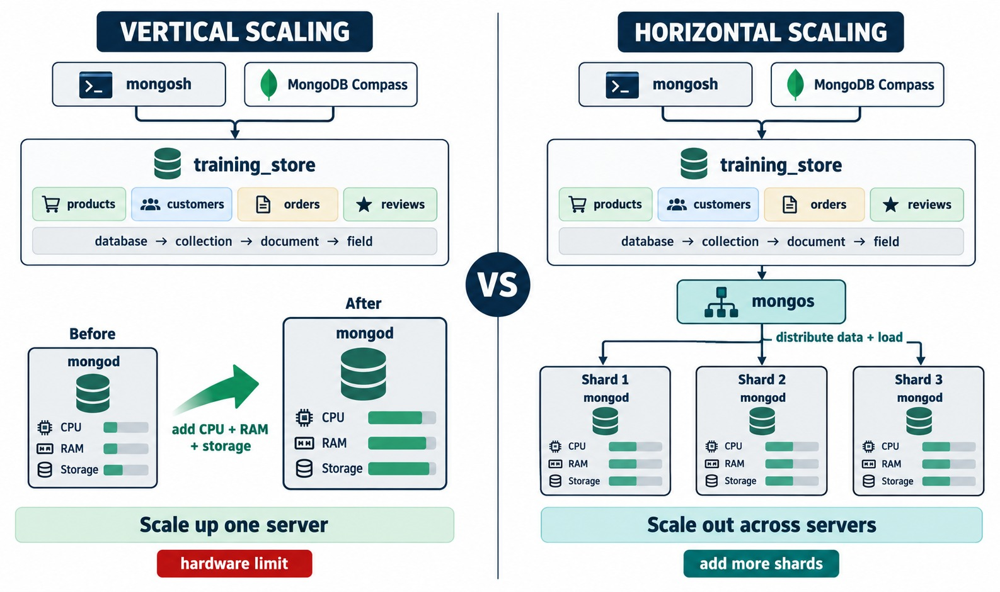 VERTICAL SCALING
mongosh
MongoDB Compass
training_store
products
customers
orders
reviews
database → collection → document → field
Before
mongod
CPU
RAM
Storage
add CPU + RAM
+ storage
After
mongod
CPU
RAM
Storage
Scale up one server
hardware limit
VS
HORIZONTAL SCALING
mongosh
MongoDB Compass
training_store
products
customers
orders
reviews
database → collection → document → field
mongos
distribute data + load
Shard 1
mongod
CPU
RAM
Storage
Shard 2
mongod
CPU
RAM
Storage
Shard 3
mongod
CPU
RAM
Storage
Scale out across servers
add more shards